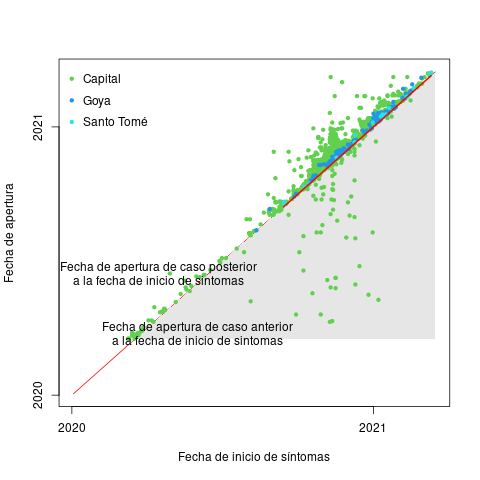 Capital
Goya
Santo Tomé
2021
2020
Fecha de apertura
Fecha de apertura de caso posterior
a la fecha de inicio de síntomas
Fecha de apertura de caso anterior
a la fecha de inicio de síntomas
2020
2021
Fecha de inicio de síntomas